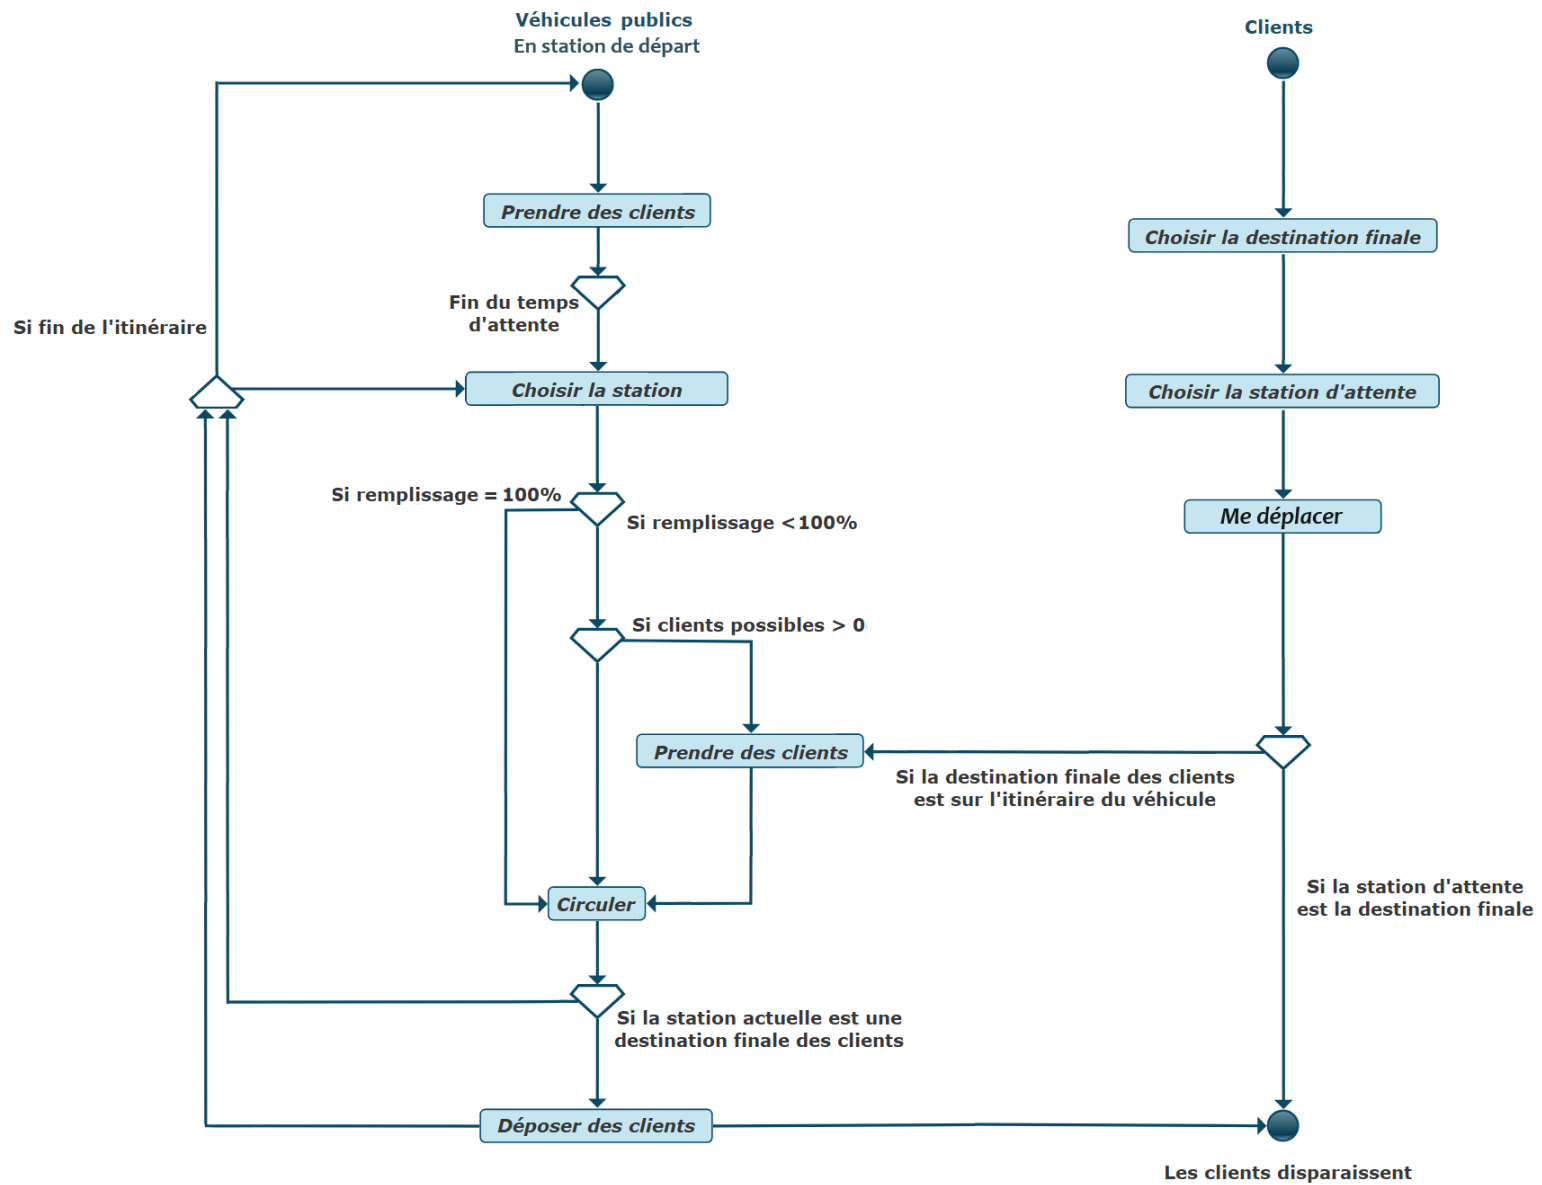 Véhicules publics
En station de départ
Clients
Prendre des clients
Choisir la destination finale
Fin du temps
d'attente
Si fin de l'itinéraire
Choisir la station
Choisir la station d'attente
Si remplissage = 100%
Si remplissage <100%
Me déplacer
Si clients possibles > 0
Prendre des clients
Si la destination finale des clients
est sur l'itinéraire du véhicule
Si la station d'attente
est la destination finale
Circuler
Si la station actuelle est une
destination finale des clients
Déposer des clients
Les clients disparaissent